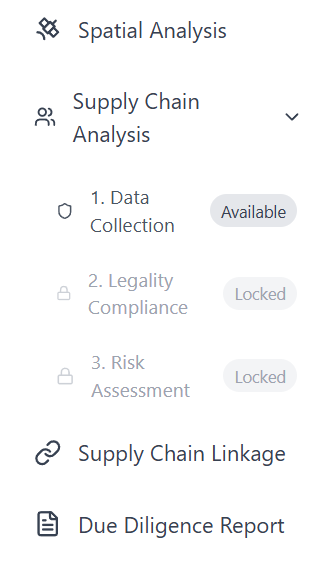 Spatial Analysis
Supply Chain
Analysis
1. Data
Collection
Available
2. Legality
Compliance
Locked
3. Risk
Assessment
Locked
Supply Chain Linkage
Due Diligence Report